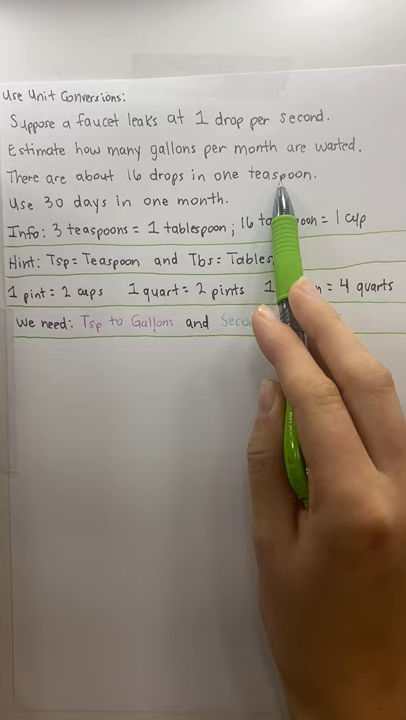 Use Unit Conversions:
Suppose a faucet leaks at 1 drop per second.
Estimate how many gallons per month are wasted.
There are about 16 drops in one teaspoon.
Use 30 days in one month.
Info: 3 teaspoons = 1 tablespoon; 16 = 1 cup
Hint: Tsp = Teaspoon and Tbs =
1 pint = 2 cups 1 quart = 2 pints 1 = 4 quarts
We need: Tsp to Gallons and